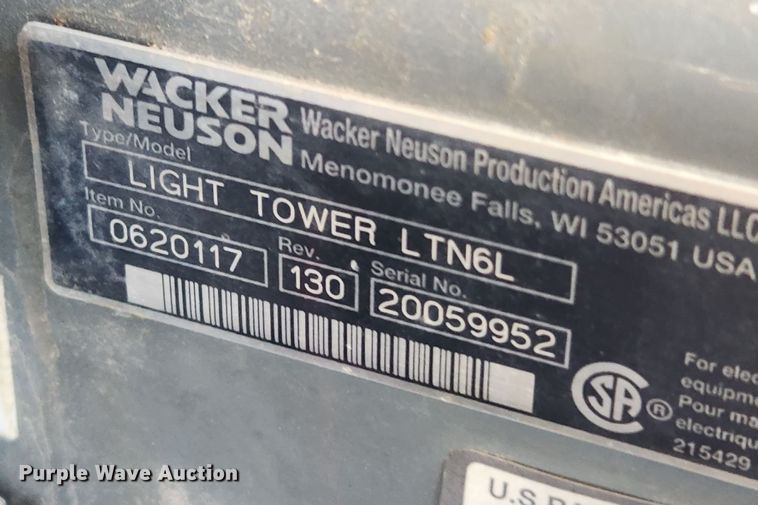 WACKER
NEUSON
Wacker Neuson Production Americas LLC
Menomonee Falls, WI 53051 USA
Type/Model
LIGHT TOWER LTN6L
Item No.
0620117
Rev.
130
Serial No.
20059952
CSA ®
For elec
equipme
Pour ma
electriqu
215429
U.S.
Purple Wave Auction